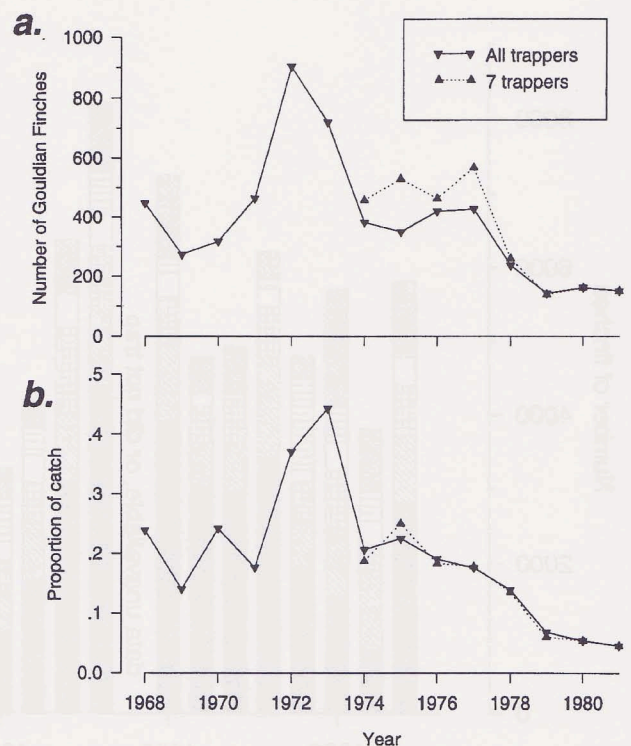 a.
1000
800
600
400
200
0
Number of Gouldian Finches
All trappers
7 trappers
b.
.5
.4
.3
.2
.1
0.0
Proportion of catch
1968 1970 1972 1974 1976 1978 1980
Year